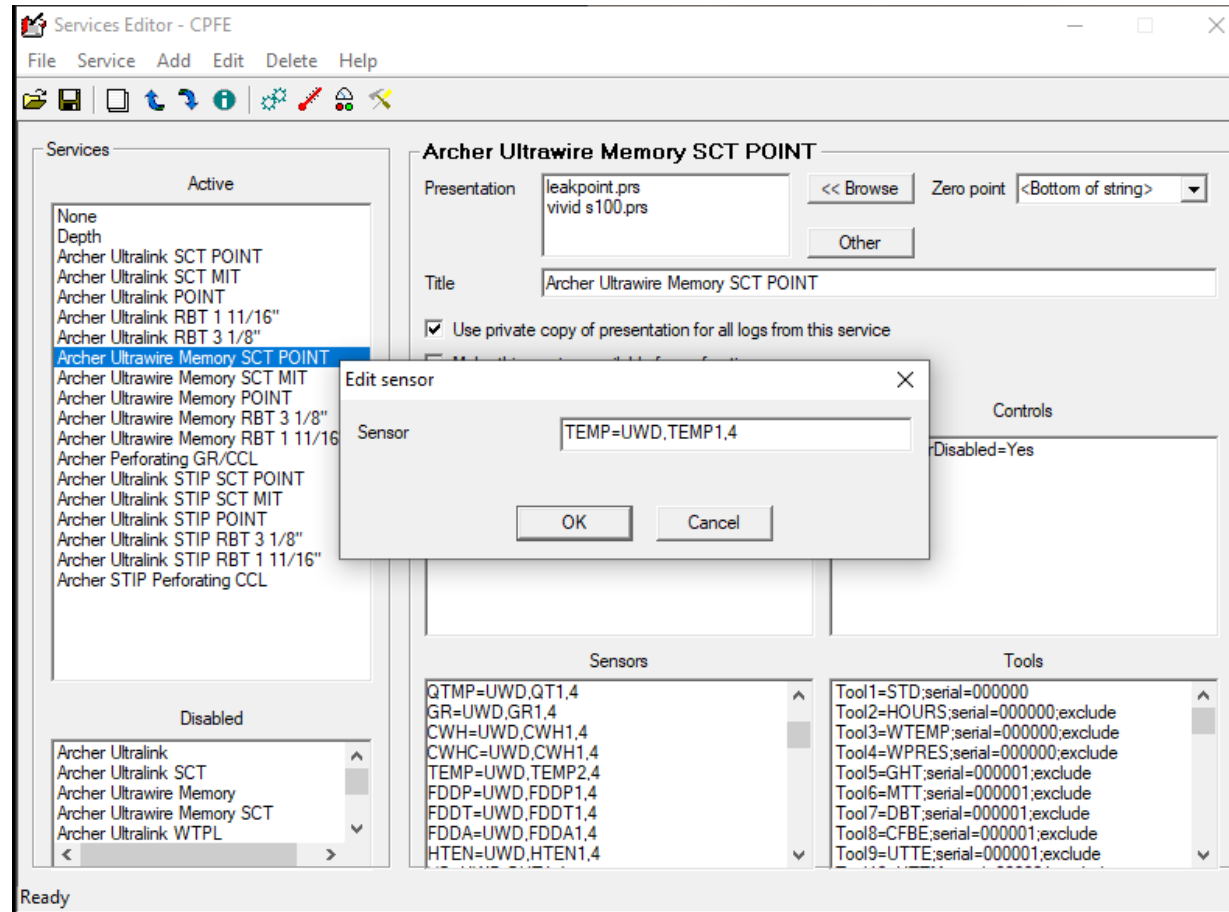 Services Editor - CPFE
File Service Add Edit Delete Help
Services
Active
None
Depth
Archer Ultralink SCT POINT
Archer Ultralink SCT MIT
Archer Ultralink POINT
Archer Ultralink RBT 1 11/16"
Archer Ultralink RBT 3 1/8"
Archer Ultrawire Memory SCT POINT
Archer Ultrawire Memory SCT MIT
Archer Ultrawire Memory POINT
Archer Ultrawire Memory RBT 3 1/8"
Archer Ultrawire Memory RBT 1 11/16
Archer Perforating GR/CCL
Archer Ultralink STIP SCT POINT
Archer Ultralink STIP SCT MIT
Archer Ultralink STIP POINT
Archer Ultralink STIP RBT 3 1/8"
Archer Ultralink STIP RBT 1 11/16"
Archer STIP Perforating CCL
Disabled
Archer Ultralink
Archer Ultralink SCT
Archer Ultrawire Memory
Archer Ultrawire Memory SCT
Archer Ultralink WTPL
Archer Ultrawire Memory SCT POINT
Presentation
leakpoint.prs
vivid s100.prs
<< Browse
Other
Zero point <Bottom of string>
Title Archer Ultrawire Memory SCT POINT
Use private copy of presentation for all logs from this service
Edit sensor
Sensor TEMP=UWD,TEMP1,4
OK Cancel
Controls
rDisabled=Yes
Sensors
QTMP=UWD,QT1,4
GR=UWD,GR1,4
CWH=UWD,CWH1,4
CWHC=UWD,CWH1,4
TEMP=UWD,TEMP2,4
FDDP=UWD,FDDP1,4
FDDT=UWD,FDDT1,4
FDDA=UWD,FDDA1,4
HTEN=UWD,HTEN1,4
Tools
Tool1=STD;serial=000000
Tool2=HOURS;serial=000000;exclude
Tool3=WTEMP;serial=000000;exclude
Tool4=WPRES;serial=000000;exclude
Tool5=GHT;serial=000001;exclude
Tool6=MTT;serial=000001;exclude
Tool7=DBT;serial=000001;exclude
Tool8=CFBE;serial=000001;exclude
Tool9=UTTE;serial=000001;exclude
Ready